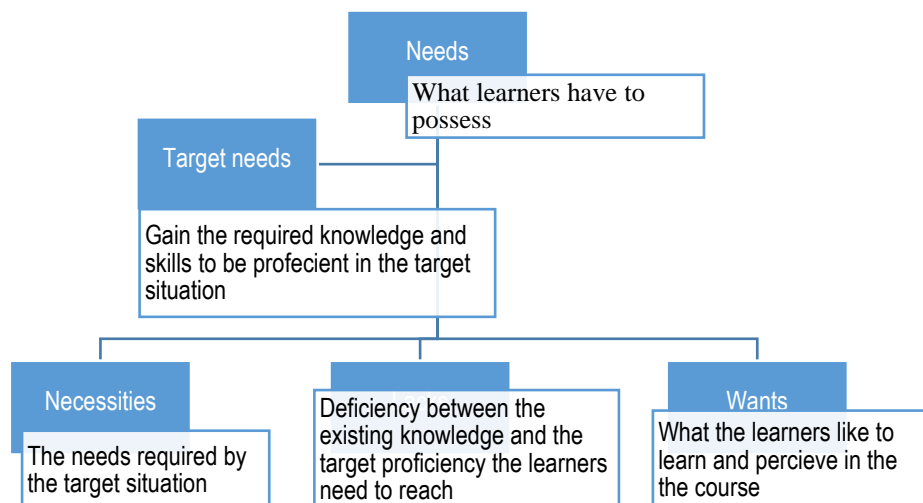 Needs
What learners have to
possess
Target needs
Gain the required knowledge and
skills to be profecient in the target
situation
Necessities
The needs required by
the target situation
Deficiency between the
existing knowledge and the
target proficiency the learners
need to reach
Wants
What the learners like to
learn and percieve in the
the course